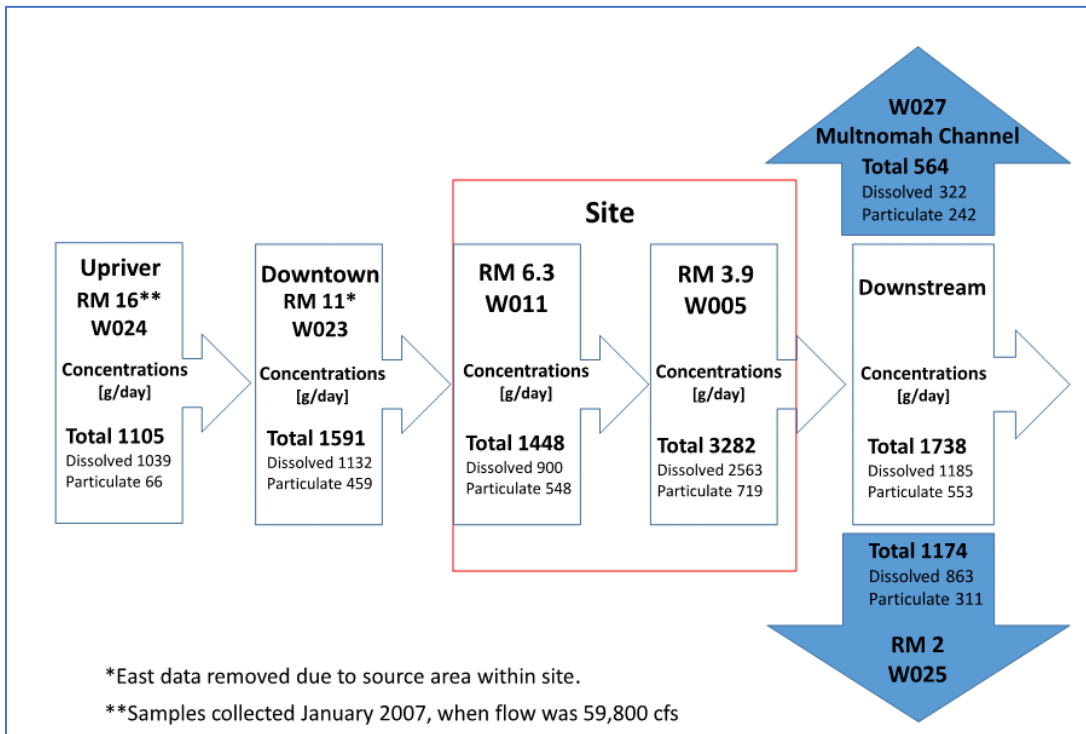 Upriver
RM 16**
W024
Concentrations
[g/day]
Total 1105
Dissolved 1039
Particulate 66
Downtown
RM 11*
W023
Concentrations
[g/day]
Total 1591
Dissolved 1132
Particulate 459
Site
RM 6.3
W011
Concentrations
[g/day]
Total 1448
Dissolved 900
Particulate 548
RM 3.9
W005
Concentrations
[g/day]
Total 3282
Dissolved 2563
Particulate 719
W027
Multnomah Channel
Total 564
Dissolved 322
Particulate 242
Downstream
Concentrations
[g/day]
Total 1738
Dissolved 1185
Particulate 553
Total 1174
Dissolved 863
Particulate 311
RM 2
W025
*East data removed due to source area within site.
**Samples collected January 2007, when flow was 59,800 cfs